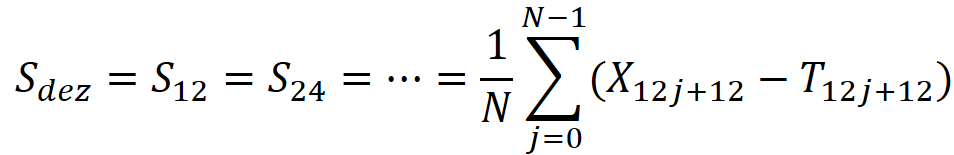 S_{dez} = S_{12} = S_{24} = ⋯ = \frac{1}{N} \sum_{j=0}^{N-1} (X_{12j+12} − T_{12j+12})